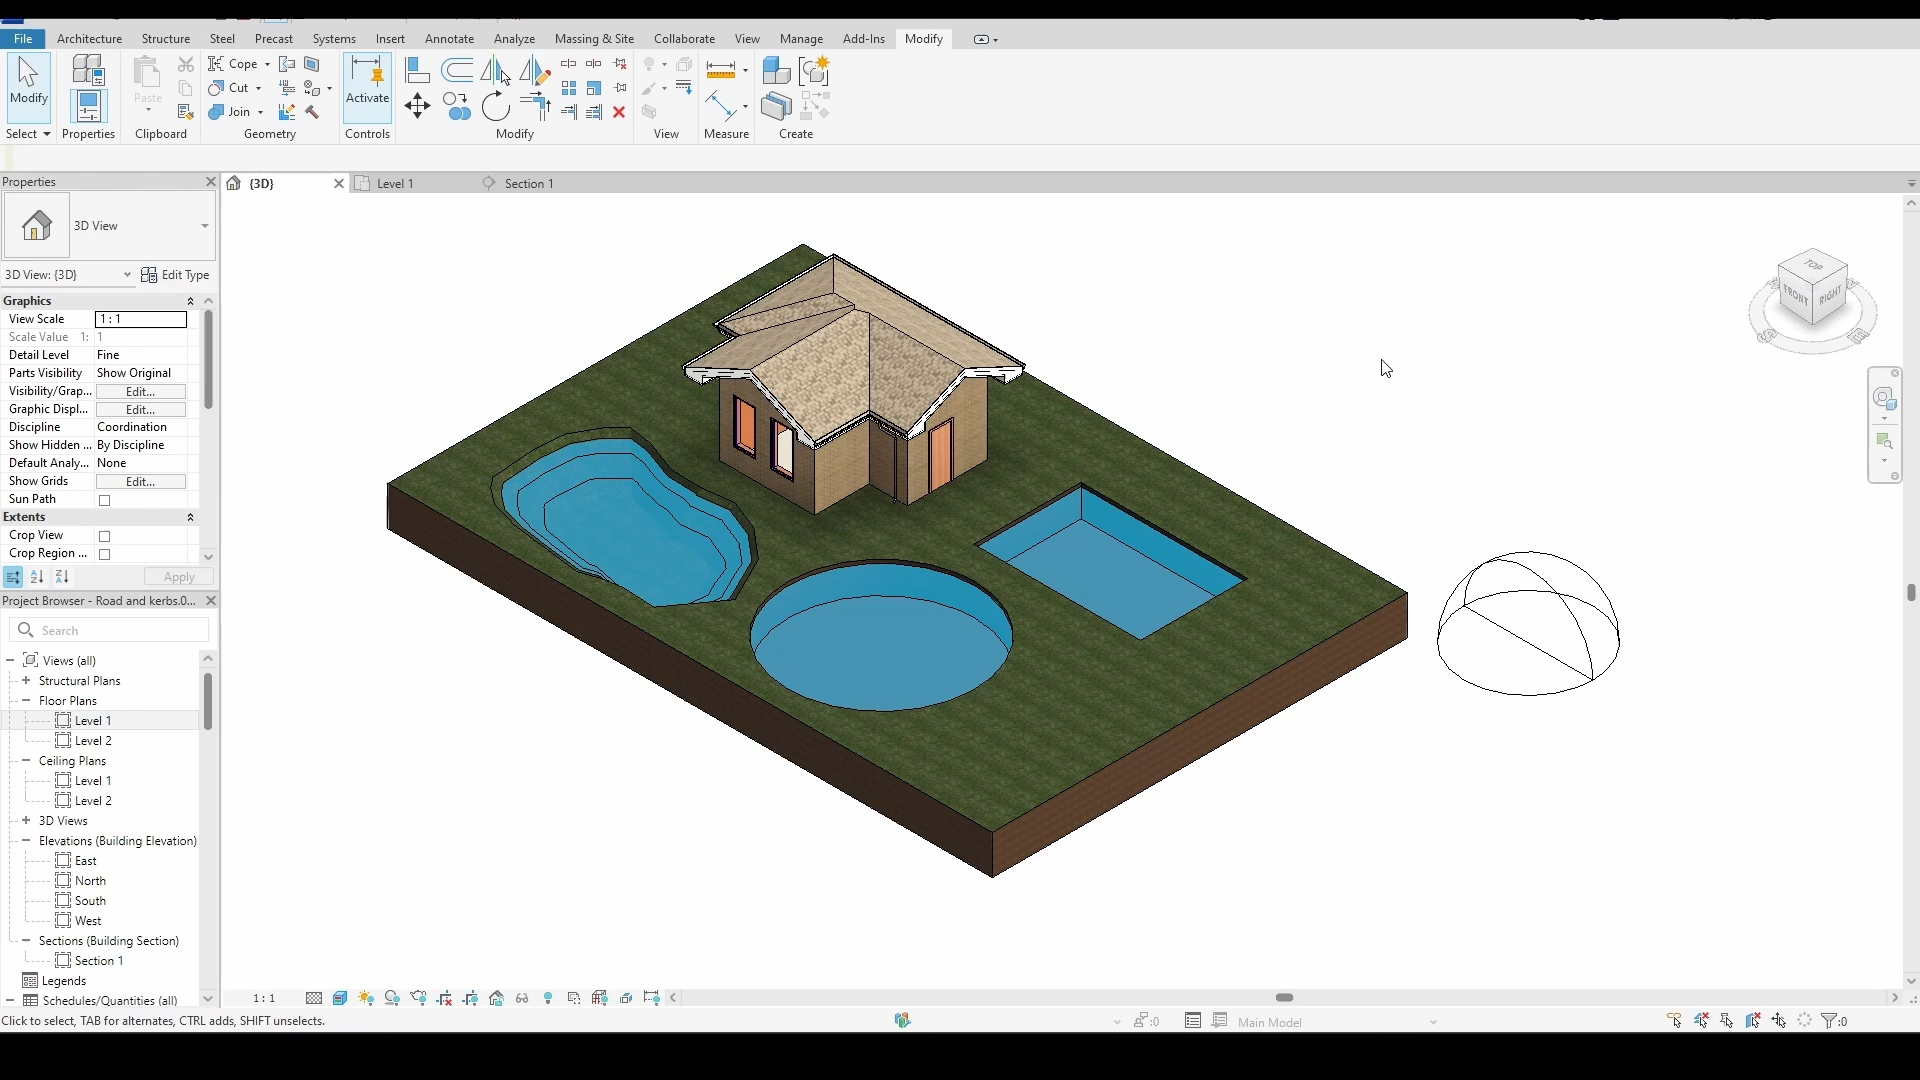 File Architecture Structure Steel Precast Systems Insert Annotate Analyze Massing & Site Collaborate View Manage Add-Ins Modify
Modify Paste Cope Cut Join Activate
Select Properties Clipboard Geometry Controls Modify View Measure Create
Properties
{3D} Level 1 Section 1
3D View
3D View: {3D} Edit Type
Graphics
View Scale 1 : 1
Scale Value 1: 1
Detail Level Fine
Parts Visibility Show Original
Visibility/Grap... Edit...
Graphic Displ... Edit...
Discipline Coordination
Show Hidden ... By Discipline
Default Analy... None
Show Grids Edit...
Sun Path
Extents
Crop View
Crop Region ...
Apply
Project Browser - Road and kerbs.0...
Search
Views (all)
Structural Plans
Floor Plans
Level 1
Level 2
Ceiling Plans
Level 1
Level 2
3D Views
Elevations (Building Elevation)
East
North
South
West
Sections (Building Section)
Section 1
Legends
Schedules/Quantities (all)
TOP
FRONT RIGHT
S E
1 : 1
Click to select, TAB for alternates, CTRL adds, SHIFT unselects. :0 Main Model :0